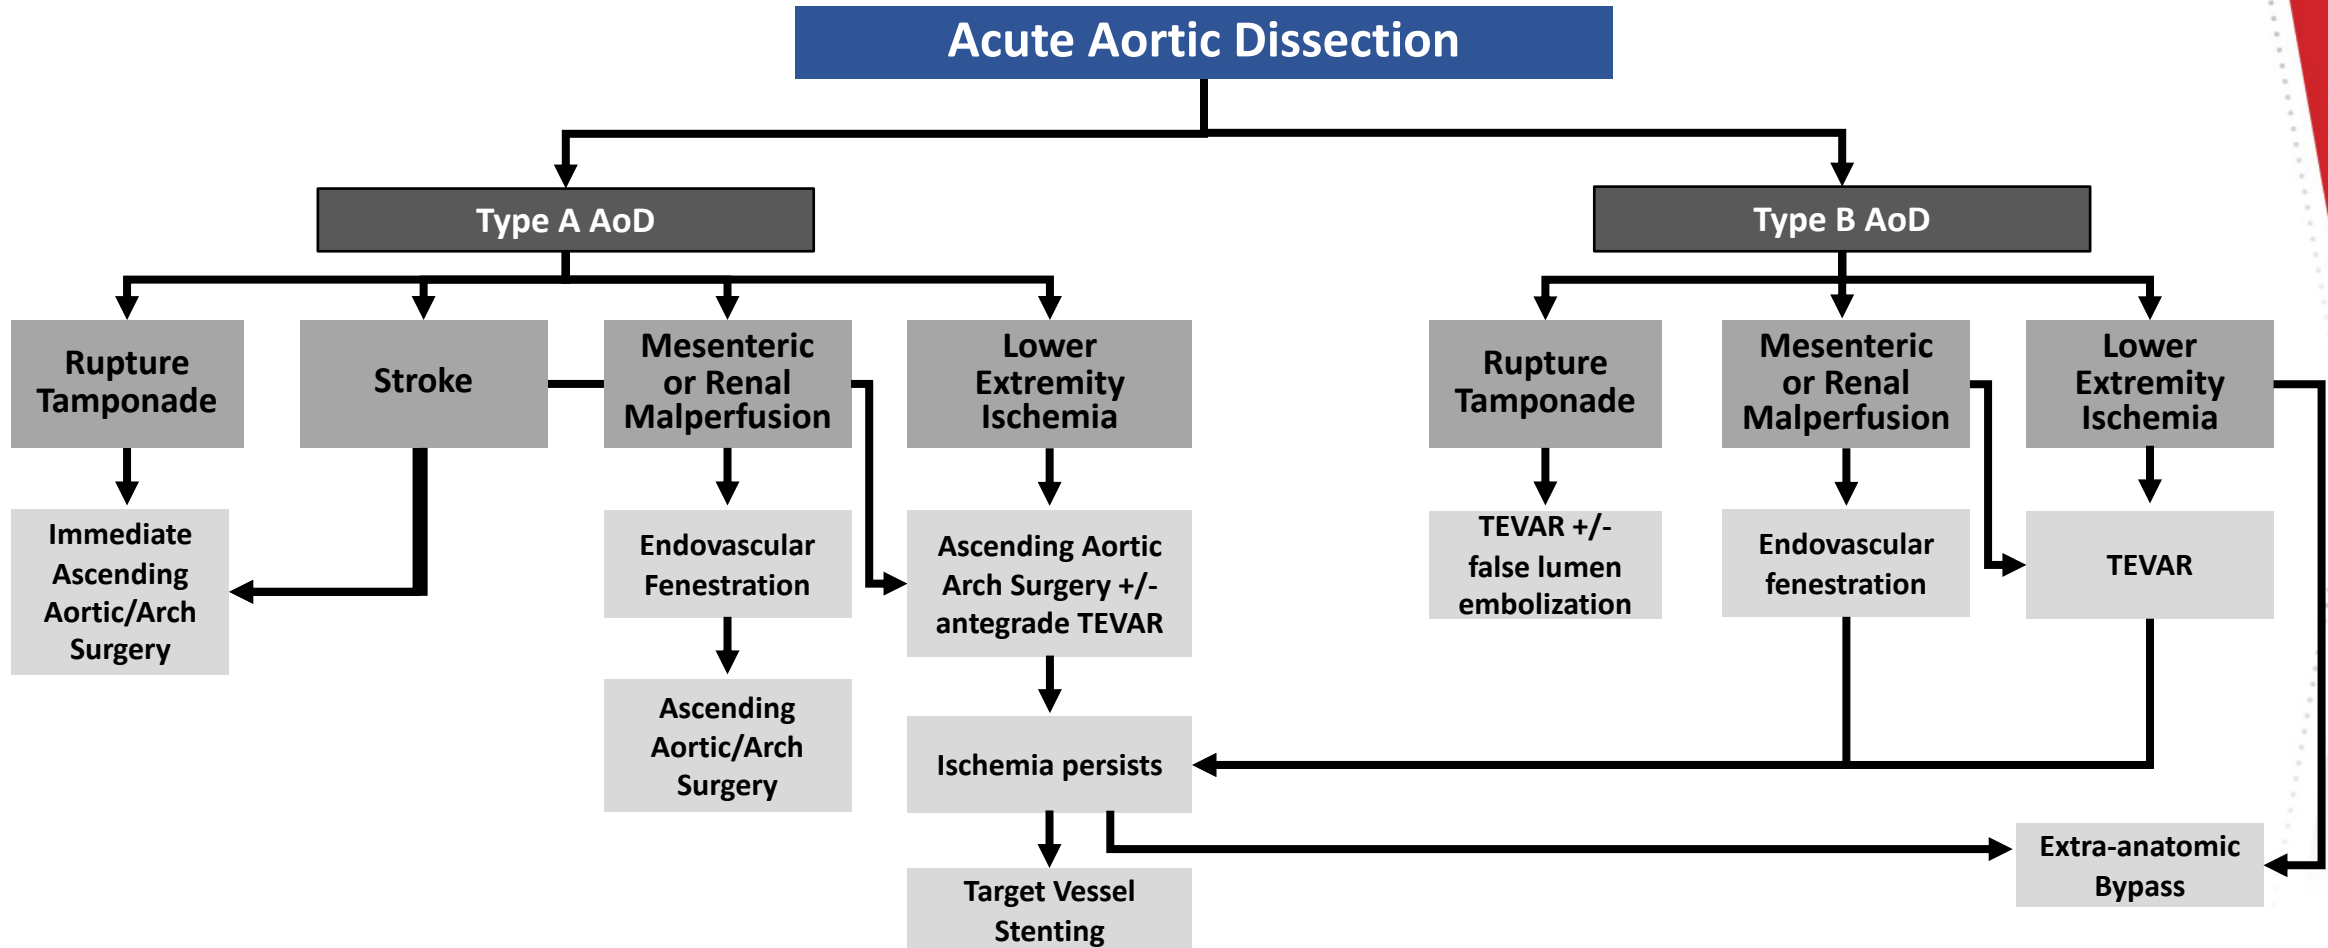 Acute Aortic Dissection
Type A AoD
Type B AoD
Rupture
Tamponade
Stroke
Mesenteric
or Renal
Malperfusion
Lower
Extremity
Ischemia
Rupture
Tamponade
Mesenteric
or Renal
Malperfusion
Lower
Extremity
Ischemia
Immediate
Ascending
Aortic/Arch
Surgery
Endovascular
Fenestration
Ascending Aortic
Arch Surgery +/-
antegrade TEVAR
TEVAR +/-
false lumen
embolization
Endovascular
fenestration
TEVAR
Ascending
Aortic/Arch
Surgery
Ischemia persists
Target Vessel
Stenting
Extra-anatomic
Bypass